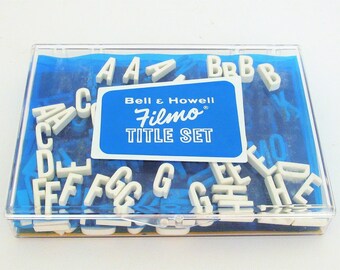 A A A B B B
A C
Bell & Howell
Filmo
TITLE SET
C
D E
E E F F G G G G H H I
E E I D E